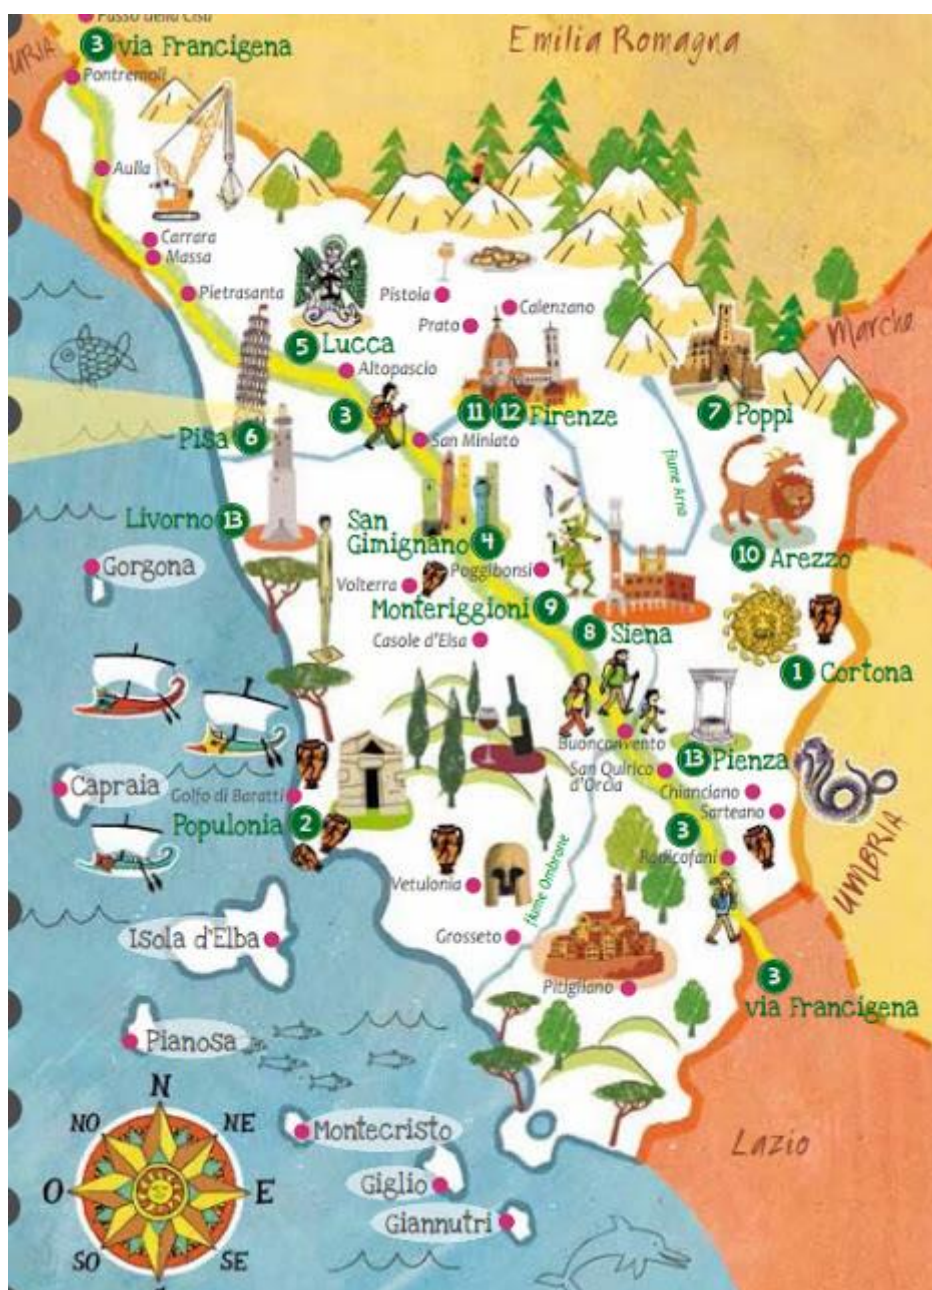 Passo della Cisa
3 via Francigena
Emilia Romagna
URIA
Pontremoli
Aulla
Carrara
Massa
Pietrasanta
Pistoia
Calenzano
Prato
Marche
5 Lucca
Altopascio
3
11 12 Firenze
7 Poppi
Pisa 6
San Miniato
fiume Arno
Livorno 13
San
Gimignano 4
10 Arezzo
Gorgona
Volterra
Poggibonsi
Monteriggioni 9
8 Siena
Casole d'Elsa
1 Cortona
Buonconvento
13 Pienza
San Quirico
d'Orcia
Chianciano
Sarteano
Capraia
Golfo di Baratti
Populonia 2
3
Radicofani
UMBRIA
Vetulonia
fiume Ombrone
Isola d'Elba
Grosseto
Pitigliano
3
via Francigena
Pianosa
N
NO
NE
Montecristo
Lazio
O
E
Giglio
Giannutri
SO
SE